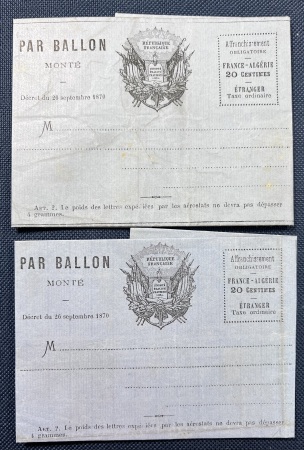 PAR BALLON
MONTÉ
Décret du 26 septembre 1870
RÉPUBLIQUE
FRANÇAISE
Affranchissement
OBLIGATOIRE
FRANCE-ALGÉRIE
20 CENTIMES
ÉTRANGER
Taxe ordinaire
M
ART. 2. Le poids des lettres expédiées par les aérostats ne devra pas dépasser
4 grammes.
PAR BALLON
MONTÉ
Décret du 26 septembre 1870
RÉPUBLIQUE
FRANÇAISE
Affranchissement
OBLIGATOIRE
FRANCE-ALGÉRIE
20 CENTIMES
ÉTRANGER
Taxe ordinaire
M
ART. 2. Le poids des lettres expédiées par les aérostats ne devra pas dépasser
4 grammes.